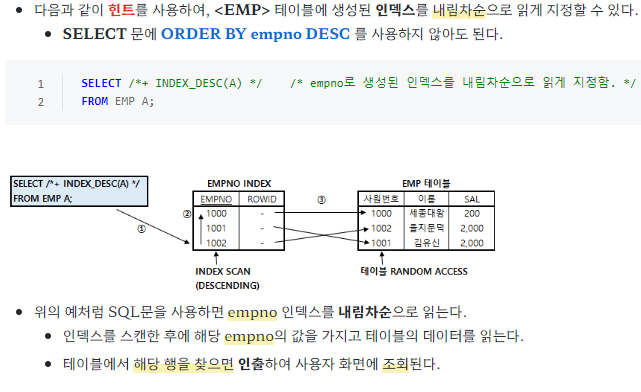 다음과 같이 힌트를 사용하여, <EMP> 테이블에 생성된 인덱스를 내림차순으로 읽게 지정할 수 있다.
SELECT 문에 ORDER BY empno DESC 를 사용하지 않아도 된다.
1 SELECT /*+ INDEX_DESC(A) */ /* empno로 생성된 인덱스를 내림차순으로 읽게 지정함. */
2 FROM EMP A;
SELECT /*+ INDEX_DESC(A) */
FROM EMP A;
①
EMPNO INDEX
EMPNO ROWID
② 1000 -
1001 -
1002 -
INDEX SCAN
(DESCENDING)
③
EMP 테이블
사원번호 이름 SAL
1000 세종대왕 200
1002 을지문덕 2,000
1001 김유신 2,000
테이블 RANDOM ACCESS
위의 예처럼 SQL문을 사용하면 empno 인덱스를 내림차순으로 읽는다.
인덱스를 스캔한 후에 해당 empno의 값을 가지고 테이블의 데이터를 읽는다.
테이블에서 해당 행을 찾으면 인출하여 사용자 화면에 조회된다.